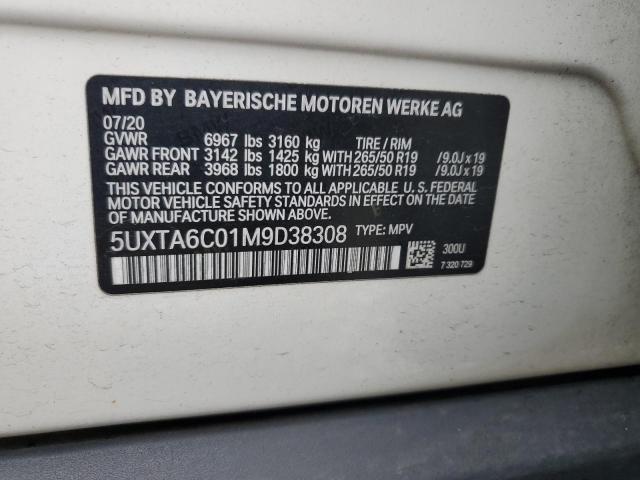 MFD BY BAYERISCHE MOTOREN WERKE AG
07/20
GVWR 6967 lbs 3160 kg TIRE / RIM
GAWR FRONT 3142 lbs 1425 kg WITH 265/50 R19 /9.0J x 19
GAWR REAR 3968 lbs 1800 kg WITH 265/50 R19 /9.0J x 19
THIS VEHICLE CONFORMS TO ALL APPLICABLE U. S. FEDERAL
MOTOR VEHICLE SAFETY STANDARDS IN EFFECT ON
THE DATE OF MANUFACTURE SHOWN ABOVE.
5UXTA6C01M9D38308 TYPE: MPV
300U
7 320 729